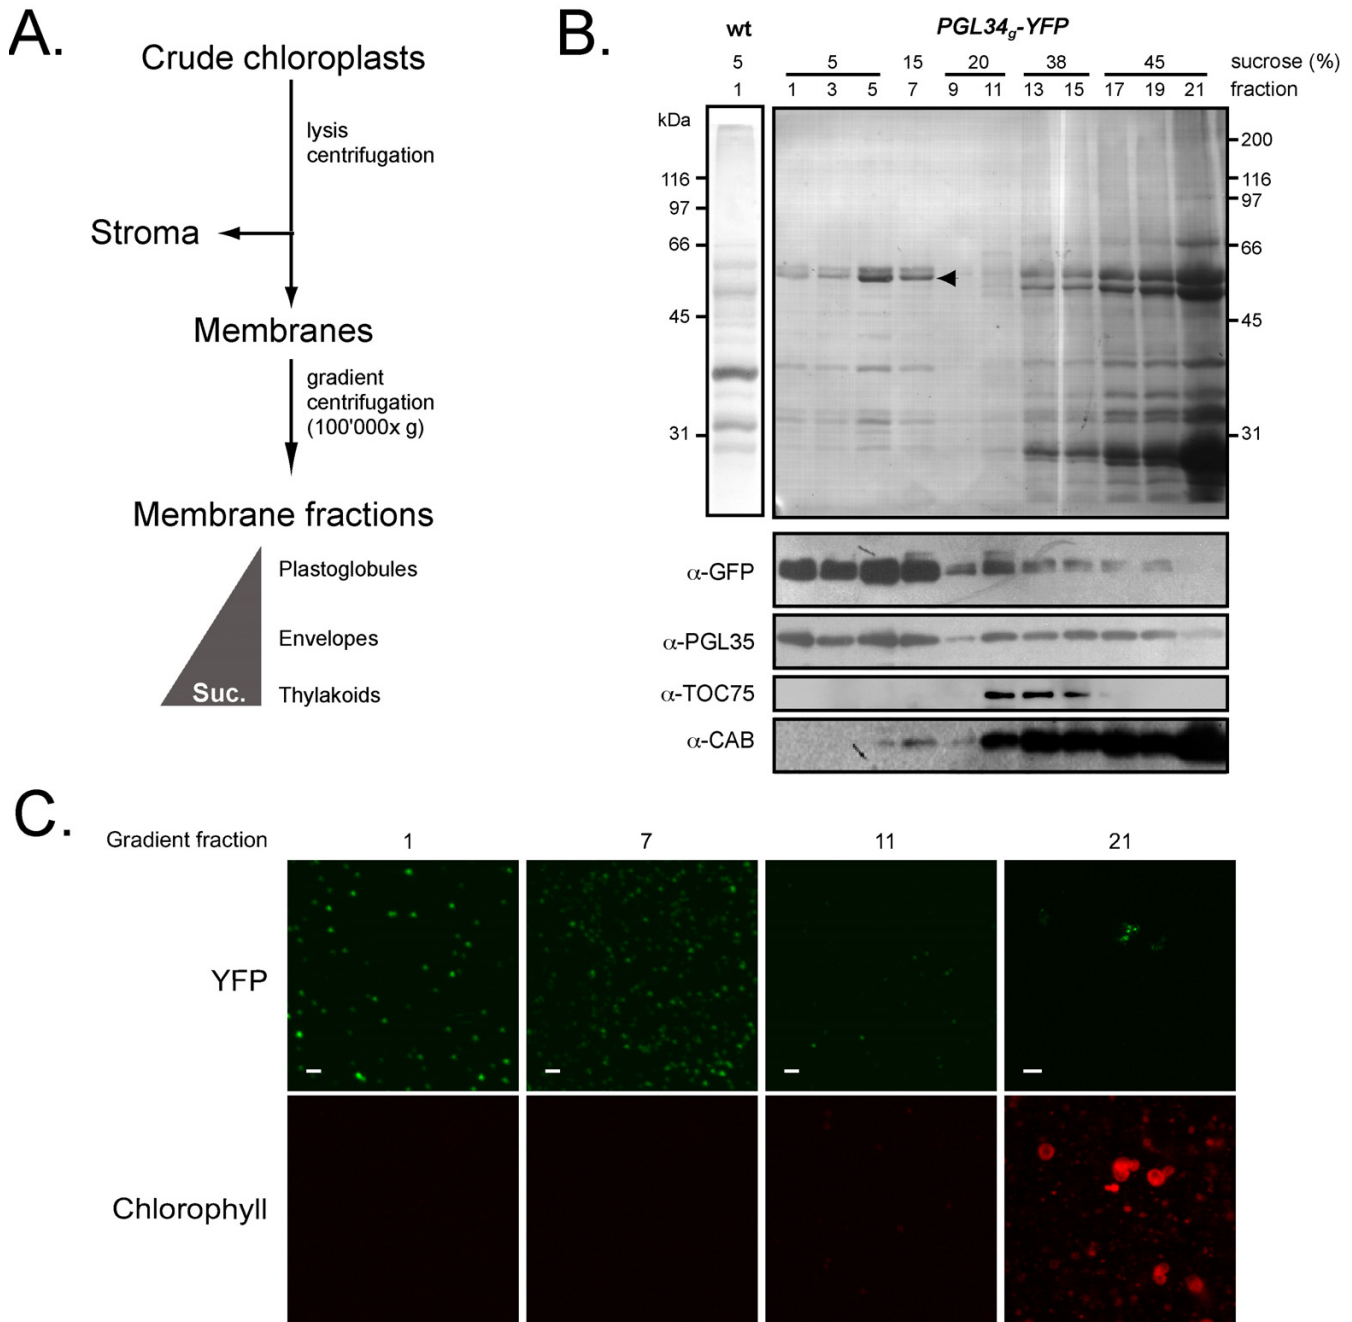 A.
Crude chloroplasts
lysis
centrifugation
Stroma
Membranes
gradient
centrifugation
(100'000x g)
Membrane fractions
Plastoglobules
Envelopes
Suc. Thylakoids
B.
wt PGL34g-YFP
5 5 15 20 38 45 sucrose (%)
1 1 3 5 7 9 11 13 15 17 19 21 fraction
kDa
200
116 116
97 97
66 66
45 45
31 31
α-GFP
α-PGL35
α-TOC75
α-CAB
C.
Gradient fraction 1 7 11 21
YFP
Chlorophyll